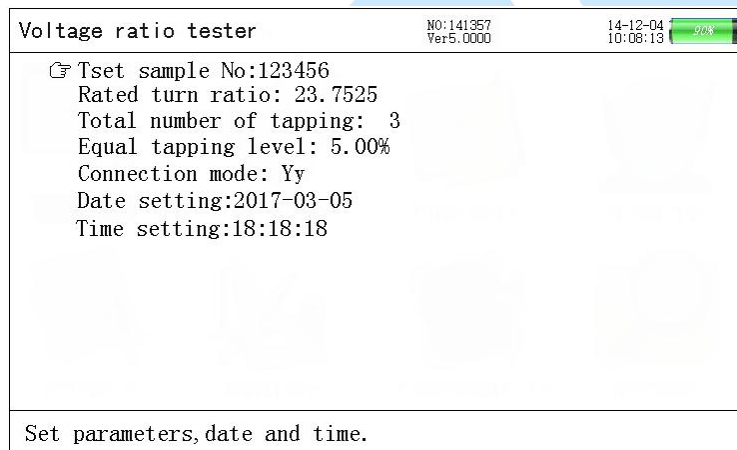 Voltage ratio tester
NO:141357
Ver5.0000
14-12-04
10:08:13
90%
Tset sample No:123456
Rated turn ratio: 23.7525
Total number of tapping: 3
Equal tapping level: 5.00%
Connection mode: Yy
Date setting:2017-03-05
Time setting:18:18:18
Set parameters,date and time.